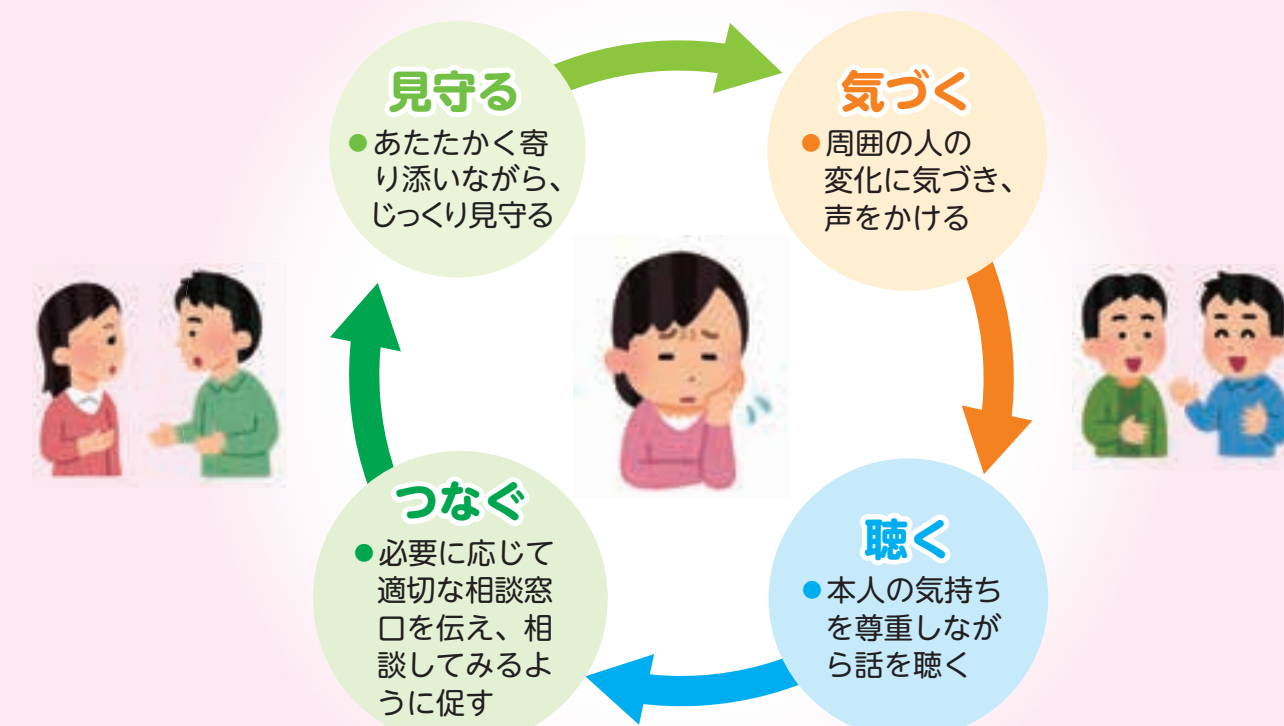 見守る
●あたたかく寄
り添いながら、
じっくり見守る
気づく
●周囲の人の
変化に気づき、
声をかける
つなぐ
●必要に応じて
適切な相談窓
口を伝え、相
談してみるよ
うに促す
聴く
●本人の気持ち
を尊重しなが
ら話を聴く